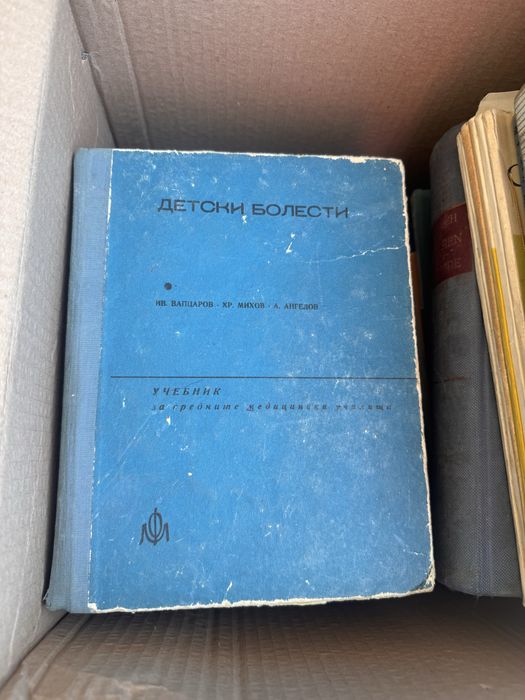 ДЕТСКИ БОЛЕСТИ
ИВ. ВАПЦАРОВ · ХР. МИХОВ · А. АНГЕЛОВ
УЧЕБНИК
за средните медицински училища